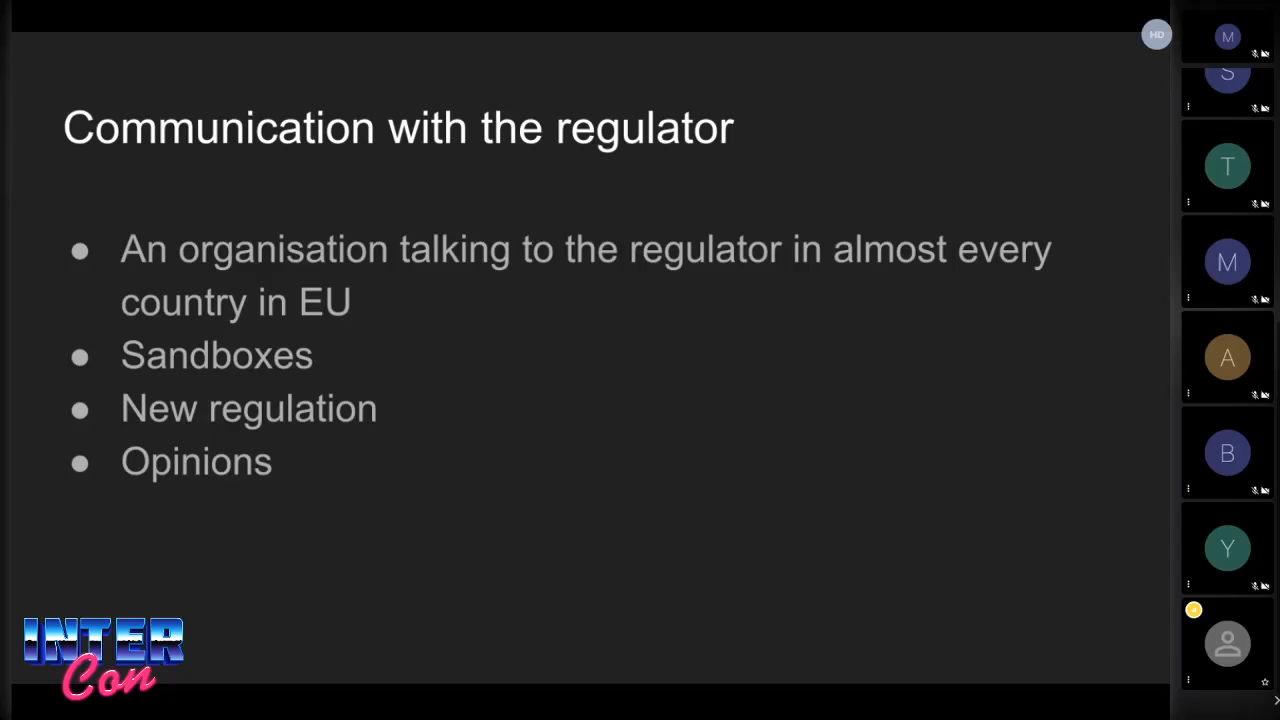 Communication with the regulator
● An organisation talking to the regulator in almost every
country in EU
● Sandboxes
● New regulation
● Opinions
INTER
Con
HD
M
S
T
M
A
B
Y